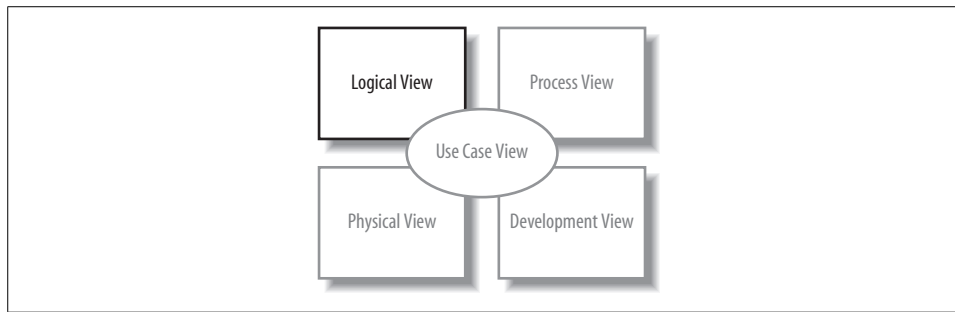 Logical View
Process View
Use Case View
Physical View
Development View